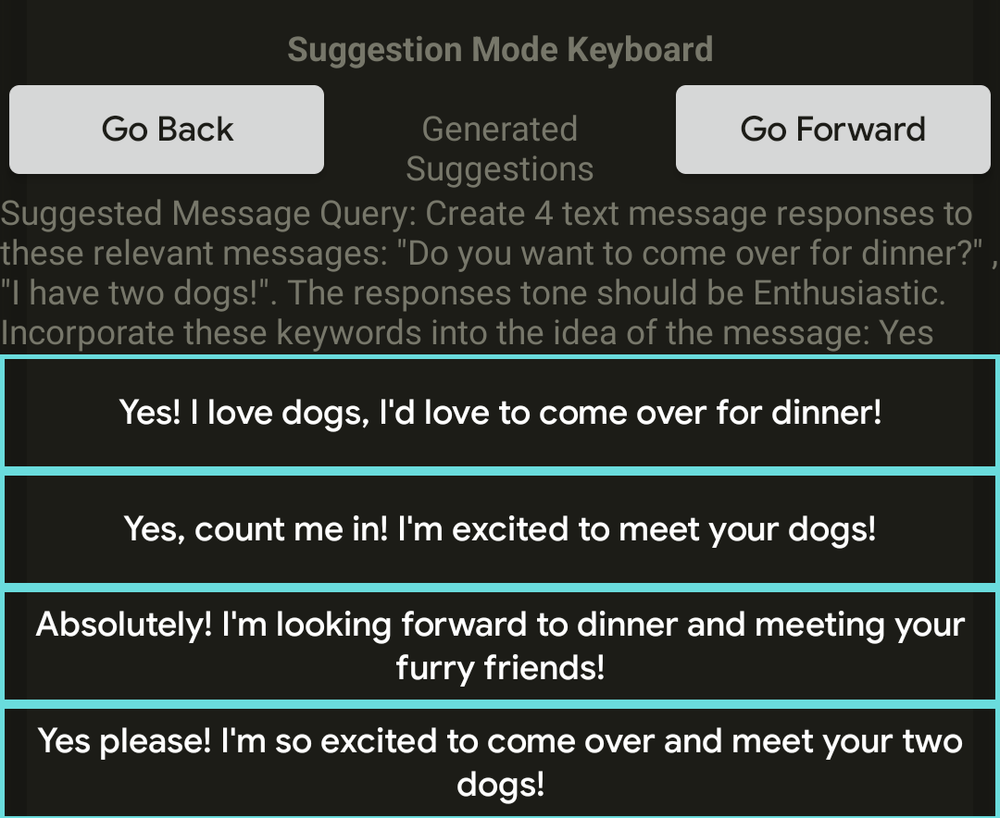 Suggestion Mode Keyboard
Go Back
Generated
Suggestions
Go Forward
Suggested Message Query: Create 4 text message responses to
these relevant messages: "Do you want to come over for dinner?" ,
"I have two dogs!". The responses tone should be Enthusiastic.
Incorporate these keywords into the idea of the message: Yes
Yes! I love dogs, I'd love to come over for dinner!
Yes, count me in! I'm excited to meet your dogs!
Absolutely! I'm looking forward to dinner and meeting your
furry friends!
Yes please! I'm so excited to come over and meet your two
dogs!